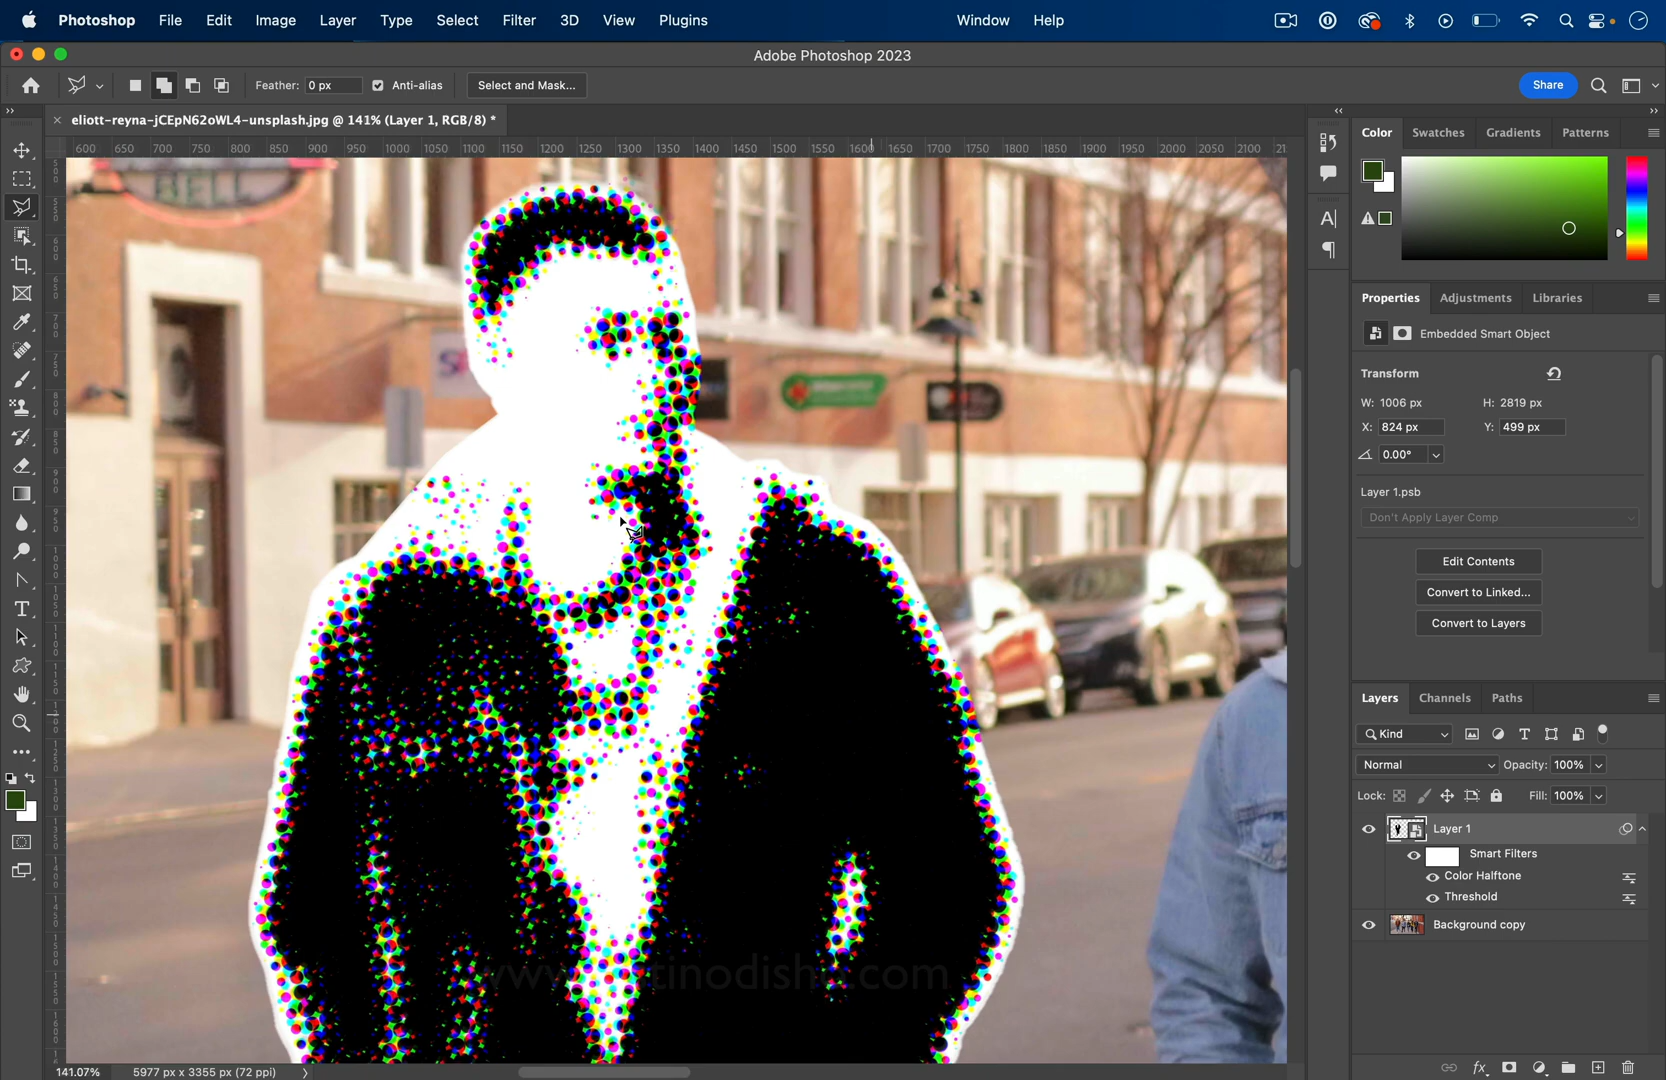 Photoshop File Edit Image Layer Type Select Filter 3D View Plugins Window Help
Adobe Photoshop 2023
Feather: 0 px Anti-alias Select and Mask... Share
eliott-reyna-jCEpN62oWL4-unsplash.jpg @ 141% (Layer 1, RGB/8) *
600 650 700 750 800 850 900 950 1000 1050 1100 1150 1200 1250 1300 1350 1400 1450 1500 1550 1600 1650 1700 1750 1800 1850 1900 1950 2000 2050 2100 21
BELL
Color Swatches Gradients Patterns
Properties Adjustments Libraries
Embedded Smart Object
Transform
W: 1006 px H: 2819 px
X: 824 px Y: 499 px
0.00°
Layer 1.psb
Don't Apply Layer Comp
Edit Contents
Convert to Linked...
Convert to Layers
Layers Channels Paths
Kind
Normal Opacity: 100%
Lock: Fill: 100%
Layer 1
Smart Filters
Color Halftone
Threshold
Background copy
141.07% 5977 px x 3355 px (72 ppi)